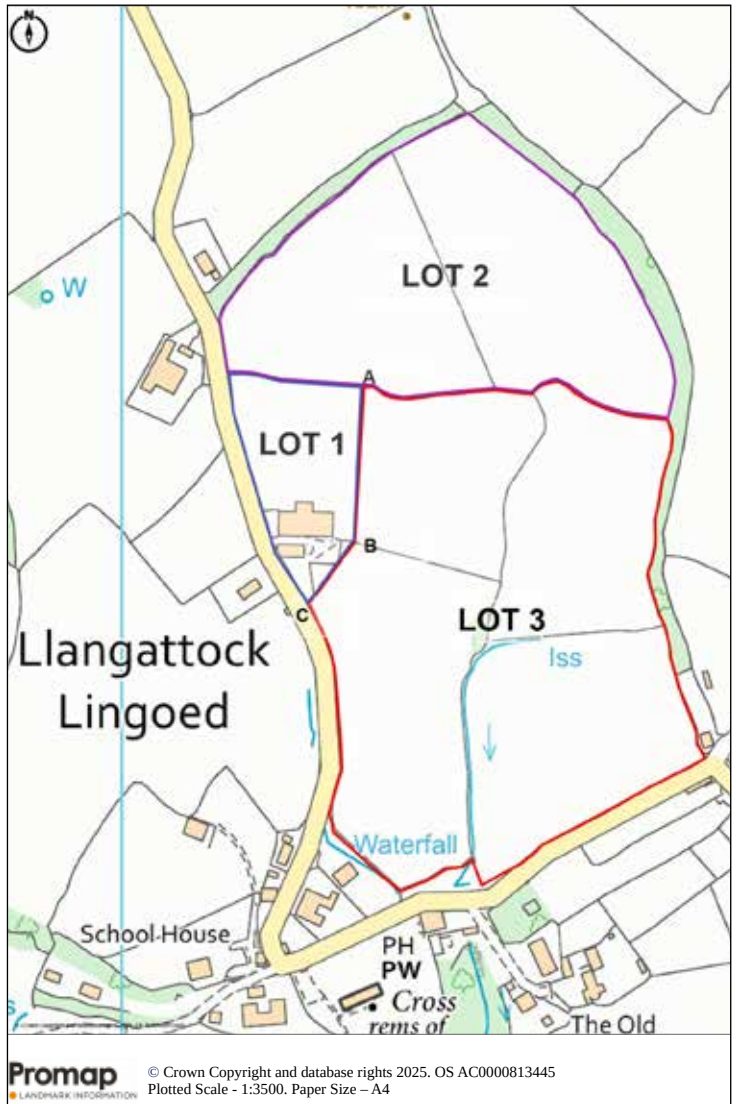 N
W
LOT 2
A
LOT 1
B
C
LOT 3
Iss
Llangattock
Lingoed
Waterfall
School House
PH
PW
Cross
rems of
The Old
Promap
LANDMARK INFORMATION
© Crown Copyright and database rights 2025. OS AC0000813445
Plotted Scale - 1:3500. Paper Size – A4